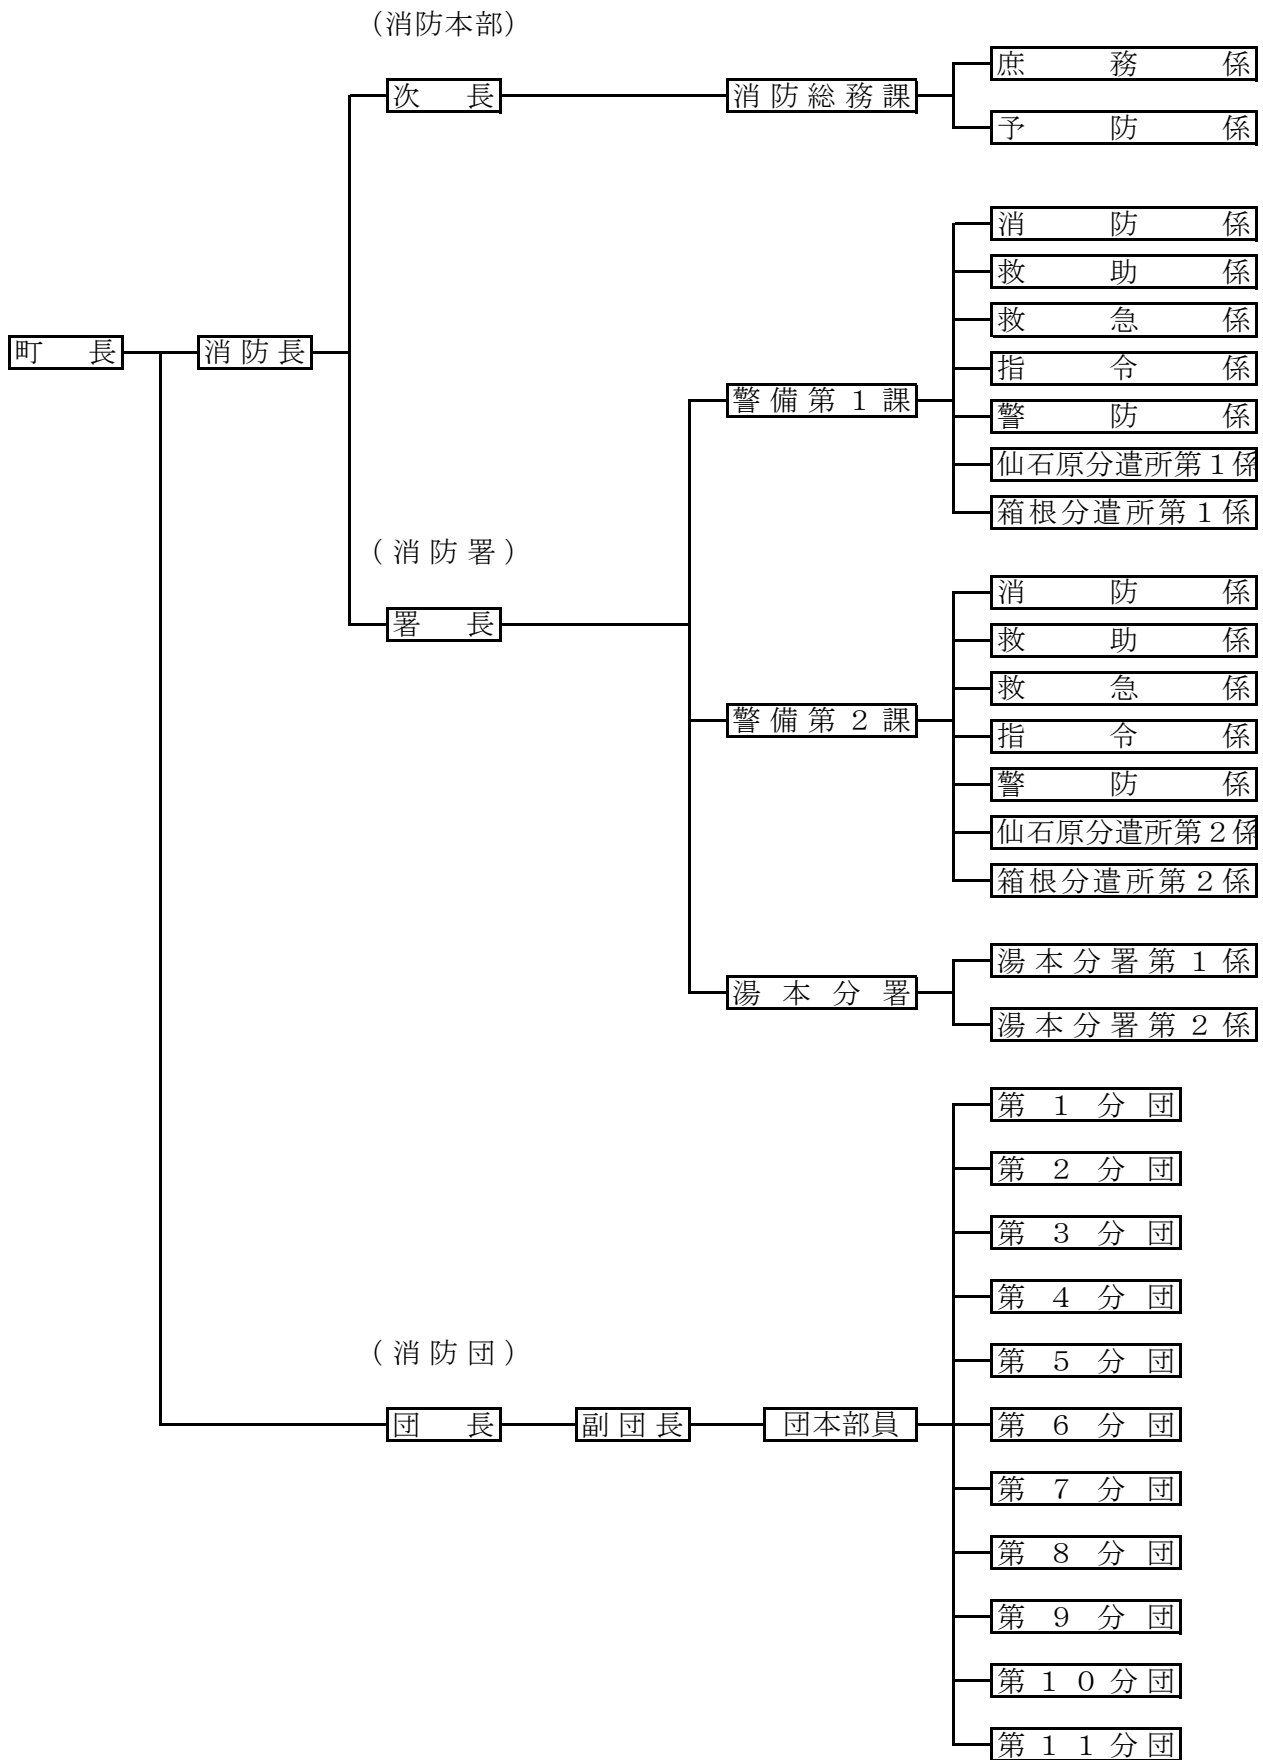 (消防本部)
庶務係
次長
消防総務課
予防係
消防係
救助係
救急係
町長
消防長
指令係
警備第1課
警防係
仙石原分遣所第1係
箱根分遣所第1係
(消防署)
消防係
署長
救助係
救急係
警備第2課
指令係
警防係
仙石原分遣所第2係
箱根分遣所第2係
湯本分署第1係
湯本分署
湯本分署第2係
第1分団
第2分団
第3分団
第4分団
(消防団)
第5分団
団長
副団長
団本部員
第6分団
第7分団
第8分団
第9分団
第10分団
第11分団